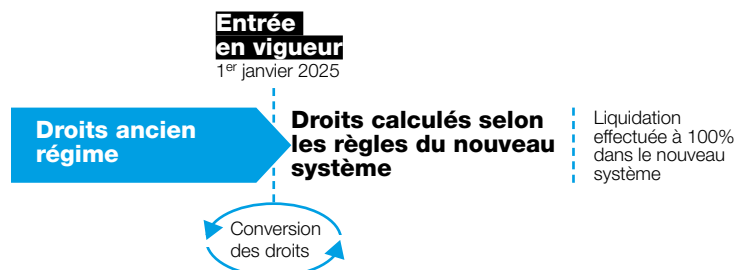 Entrée
en vigueur
1er janvier 2025
Droits ancien
régime
Droits calculés selon
les règles du nouveau
système
Liquidation
effectuée à 100%
dans le nouveau
système
Conversion
des droits